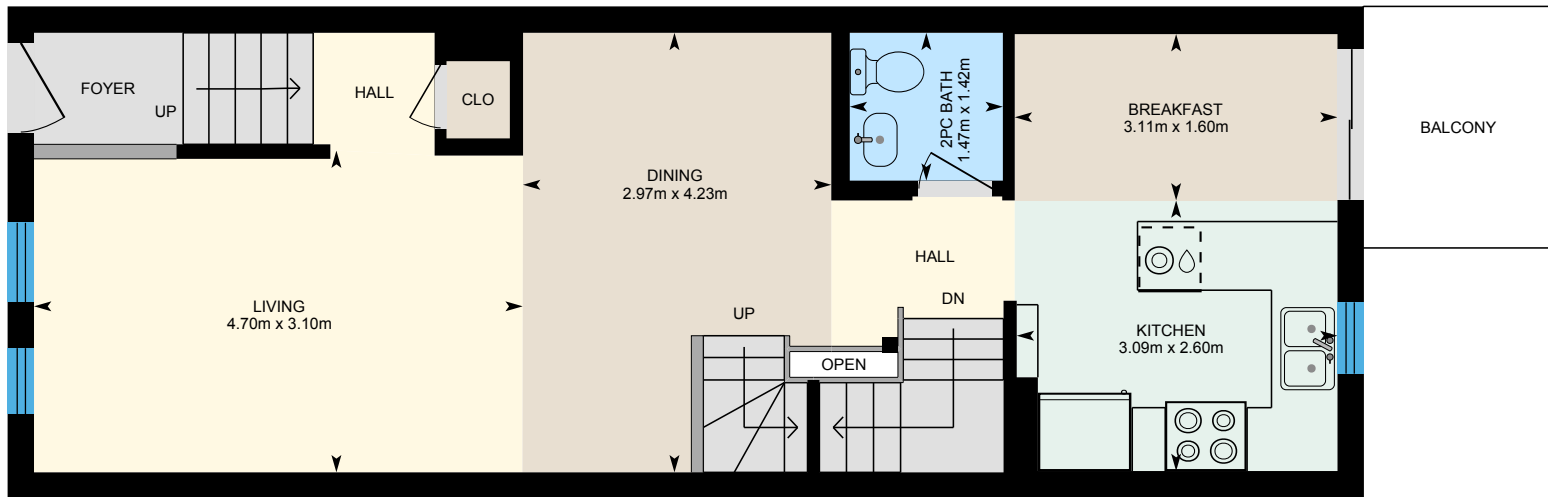 FOYER
UP
HALL
CLO
2PC BATH
1.47m x 1.42m
BREAKFAST
3.11m x 1.60m
BALCONY
DINING
2.97m x 4.23m
HALL
DN
LIVING
4.70m x 3.10m
UP
OPEN
KITCHEN
3.09m x 2.60m